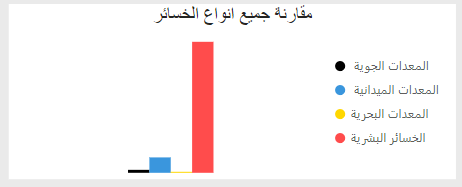 مقارنة جميع انواع الخسائر
المعدات الجوية
المعدات الميدانية
المعدات البحرية
الخسائر البشرية